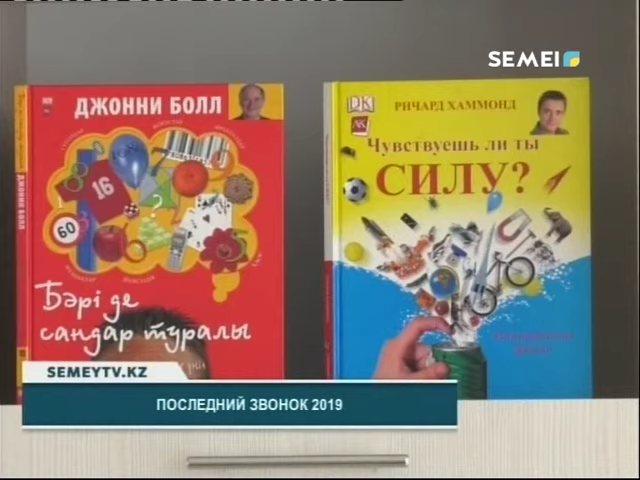 SEMEI
ДЖОННИ БОЛЛ
16
60
Бәрі де
сандар туралы
ДЖОННИ БОЛЛ
DK
РИЧАРД ХАММОНД
Чувствуешь ли ты
СИЛУ?
SEMEYTV.KZ
ПОСЛЕДНИЙ ЗВОНОК 2019